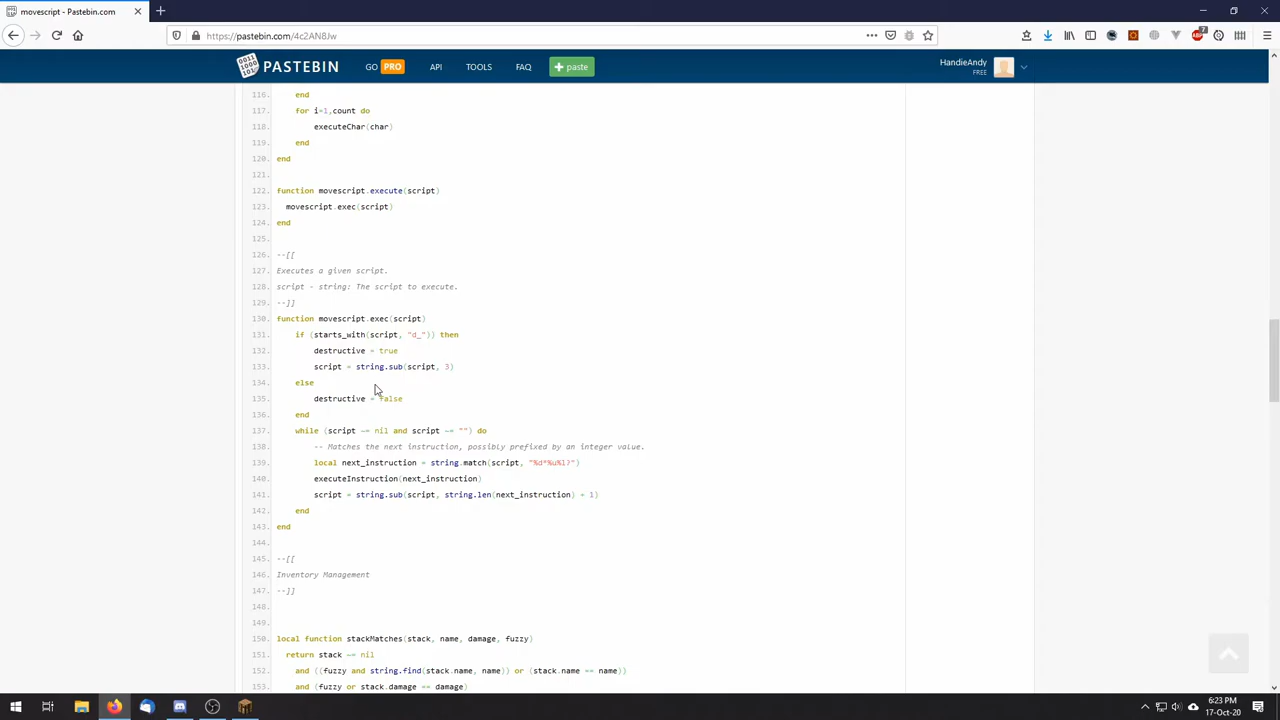 movescript - Pastebin.com
https://pastebin.com/4c2AN8Jw
7
0011
1000
101
PASTEBIN
GO PRO
API
TOOLS
FAQ
+ paste
HandieAndy
FREE
116. end
117. for i=1,count do
118. executeChar(char)
119. end
120. end
121.
122. function movescript.execute(script)
123. movescript.exec(script)
124. end
125.
126. --[[
127. Executes a given script.
128. script - string: The script to execute.
129. --]]
130. function movescript.exec(script)
131. if (starts_with(script, "d_")) then
132. destructive = true
133. script = string.sub(script, 3)
134. else
135. destructive = false
136. end
137. while (script ~= nil and script ~= "") do
138. -- Matches the next instruction, possibly prefixed by an integer value.
139. local next_instruction = string.match(script, "%d*%u%l?")
140. executeInstruction(next_instruction)
141. script = string.sub(script, string.len(next_instruction) + 1)
142. end
143. end
144.
145. --[[
146. Inventory Management
147. --]]
148.
149.
150. local function stackMatches(stack, name, damage, fuzzy)
151. return stack ~= nil
152. and ((fuzzy and string.find(stack.name, name)) or (stack.name == name))
153. and (fuzzy or stack.damage == damage)
6:23 PM
17-Oct-20